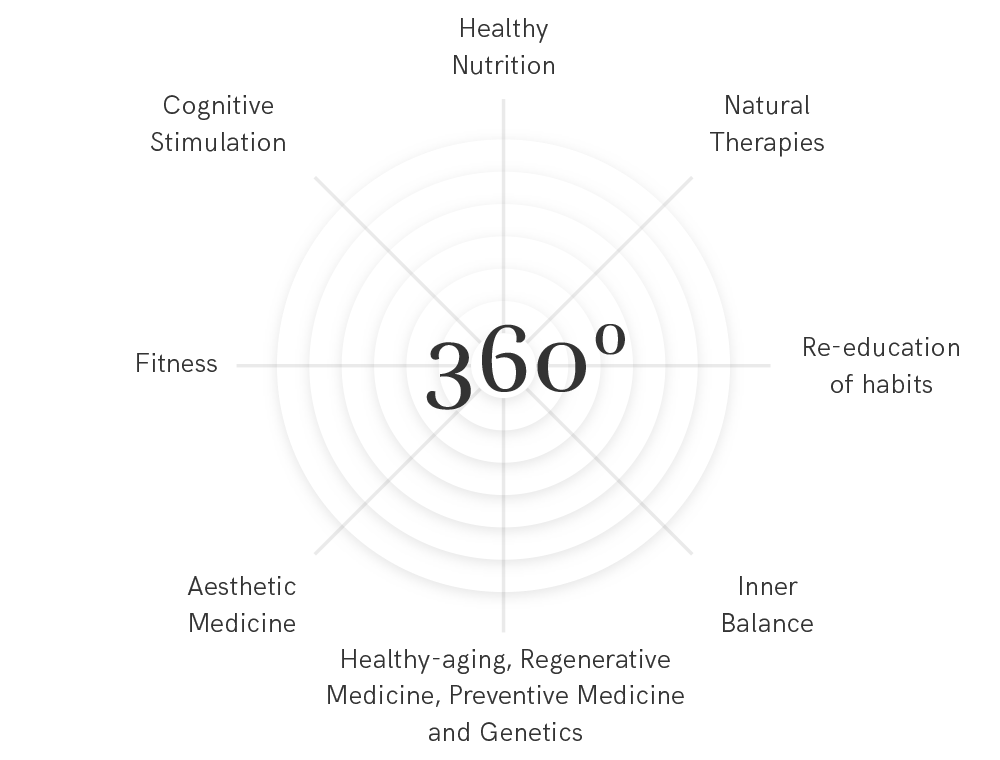 Healthy
Nutrition
Cognitive
Stimulation
Natural
Therapies
360º
Fitness
Re-education
of habits
Aesthetic
Medicine
Inner
Balance
Healthy-aging, Regenerative
Medicine, Preventive Medicine
and Genetics